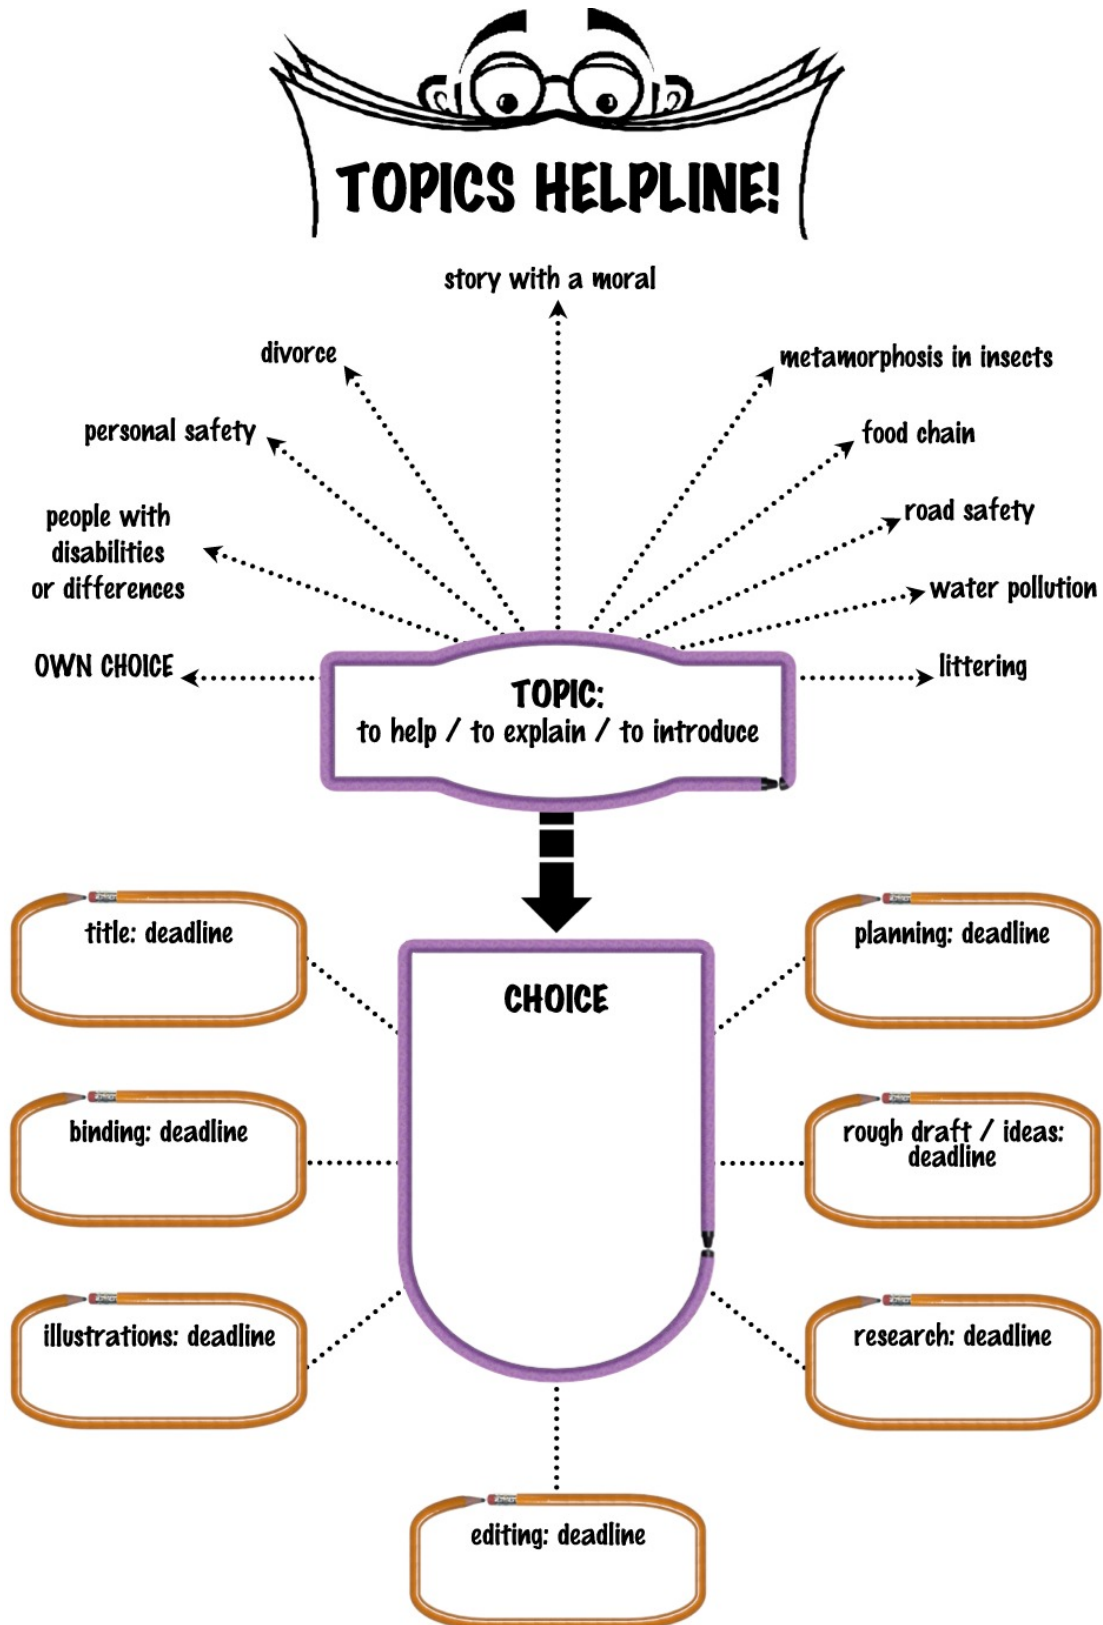 TOPICS HELPLINE!
story with a moral
divorce
metamorphosis in insects
personal safety
food chain
people with
disabilities
or differences
road safety
water pollution
OWN CHOICE
littering
TOPIC:
to help / to explain / to introduce
title: deadline
planning: deadline
CHOICE
binding: deadline
rough draft / ideas:
deadline
illustrations: deadline
research: deadline
editing: deadline